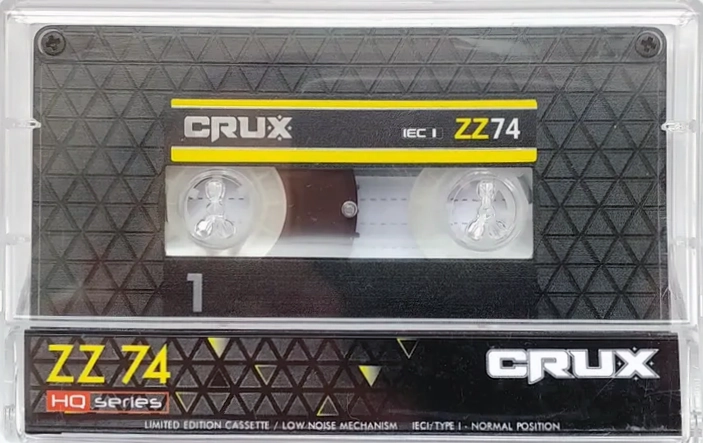 CRUX IEC I ZZ74
1
ZZ 74 CRUX
HQ series
LIMITED EDITION CASSETTE / LOW NOISE MECHANISM IECI/TYPE I - NORMAL POSITION